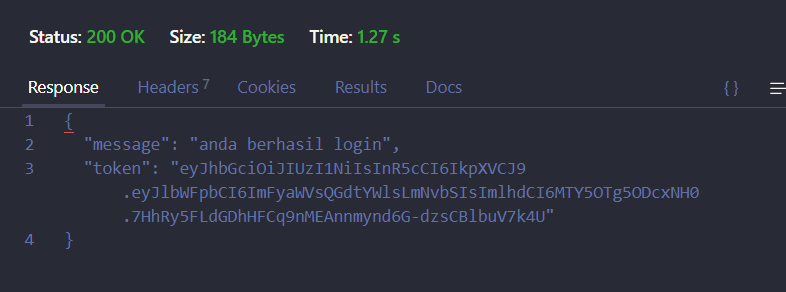 Status: 200 OK Size: 184 Bytes Time: 1.27 s
Response Headers 7 Cookies Results Docs { }
1 {
2 "message": "anda berhasil login",
3 "token": "eyJhbGciOiJIUzI1NiIsInR5cCI6IkpXVCJ9
.eyJlbWFpbCI6ImFyaWVsQGdtYWlsLmNvbSIsImlhdCI6MTY5OTg5ODcxNH0
.7HhRy5FLdGDhHFCq9nMEAnnmynd6G-dzsCBlbuV7k4U"
4 }